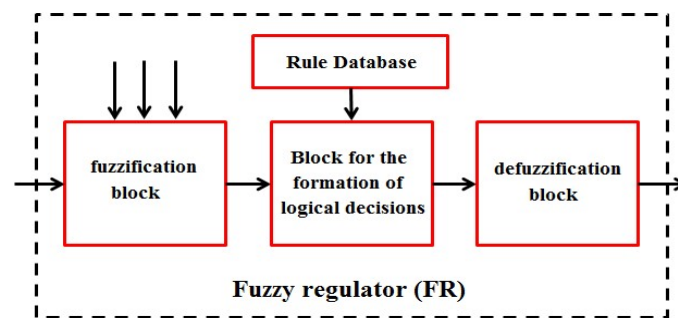 Rule Database
fuzzification
block
Block for the
formation of
logical decisions
defuzzification
block
Fuzzy regulator (FR)